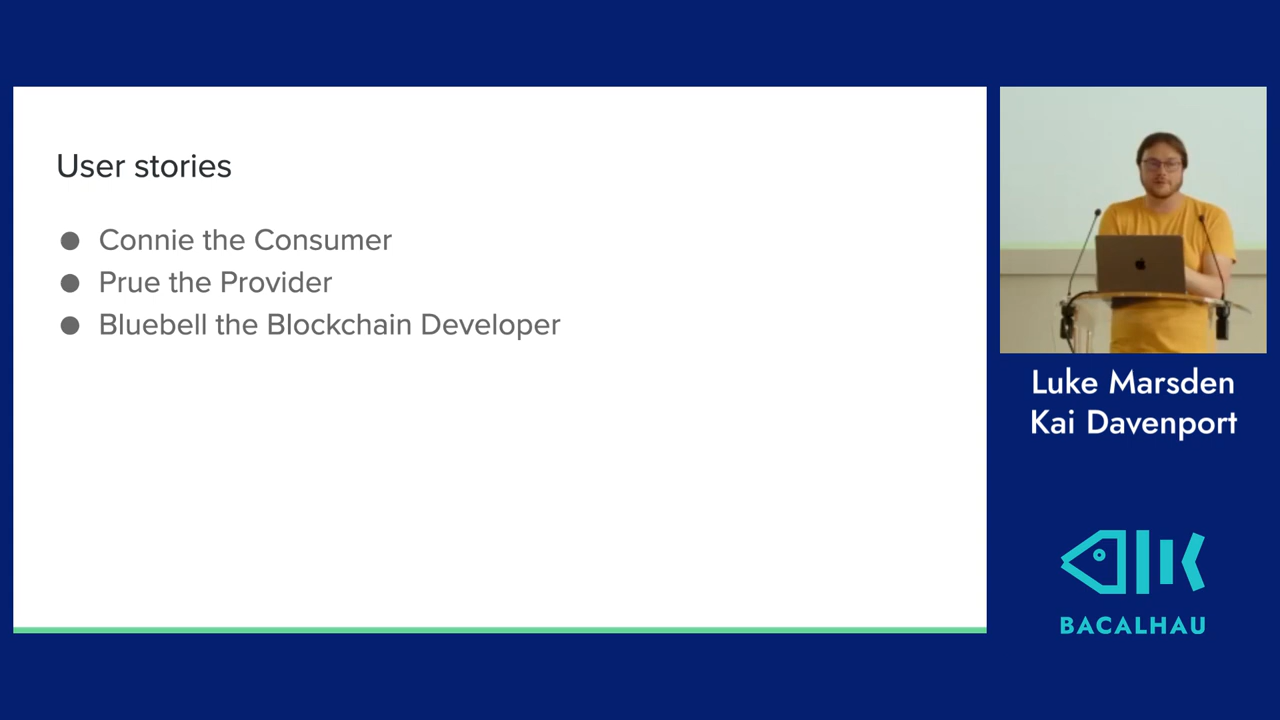 User stories
● Connie the Consumer
● Prue the Provider
● Bluebell the Blockchain Developer
Luke Marsden
Kai Davenport
BACALHAU